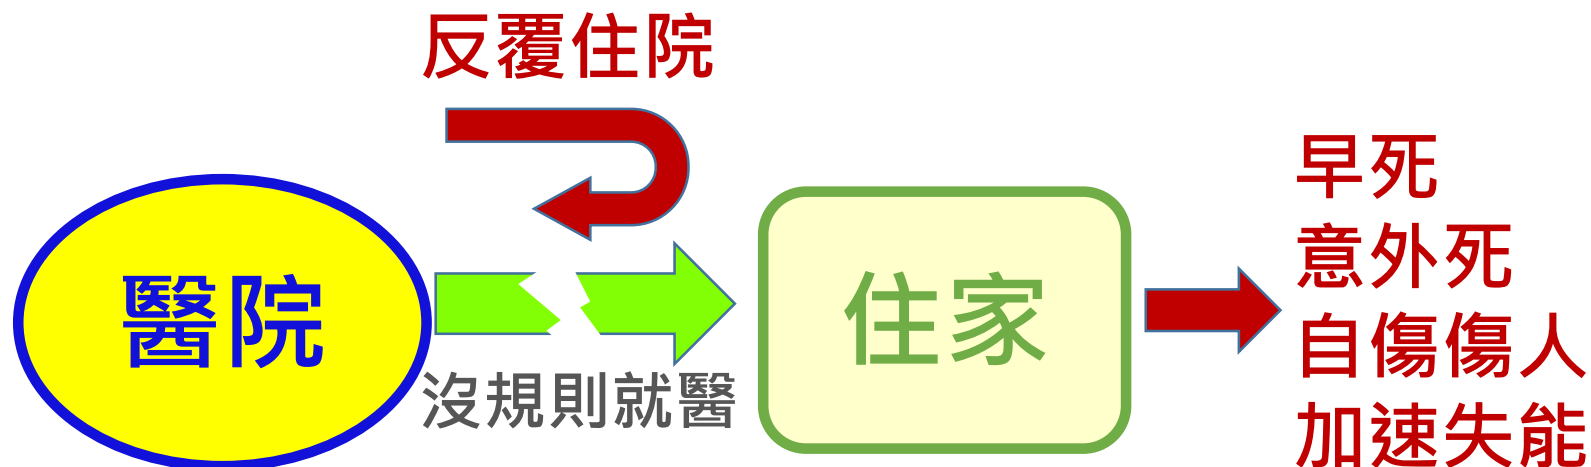 反覆住院
醫院
沒規則就醫
住家
早死
意外死
自傷傷人
加速失能